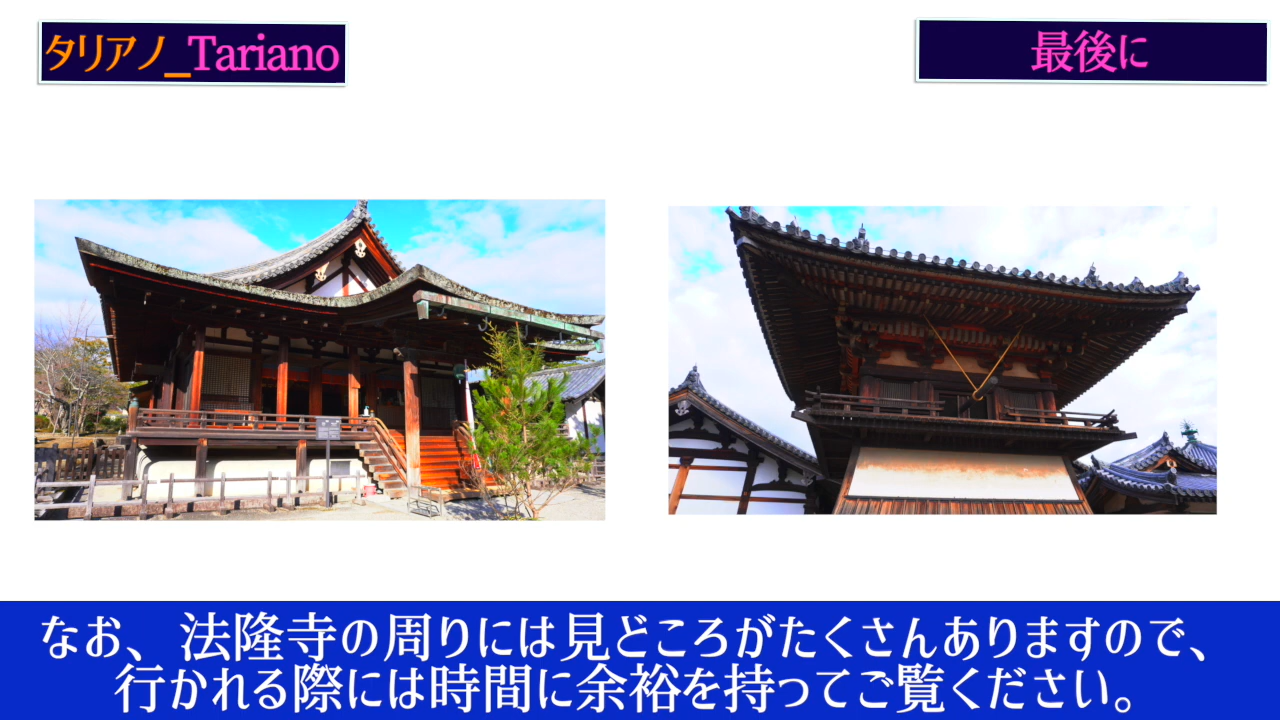 タリアノ_Tariano
最後に
なお、法隆寺の周りには見どころがたくさんありますので、
行かれる際には時間に余裕を持ってご覧ください。